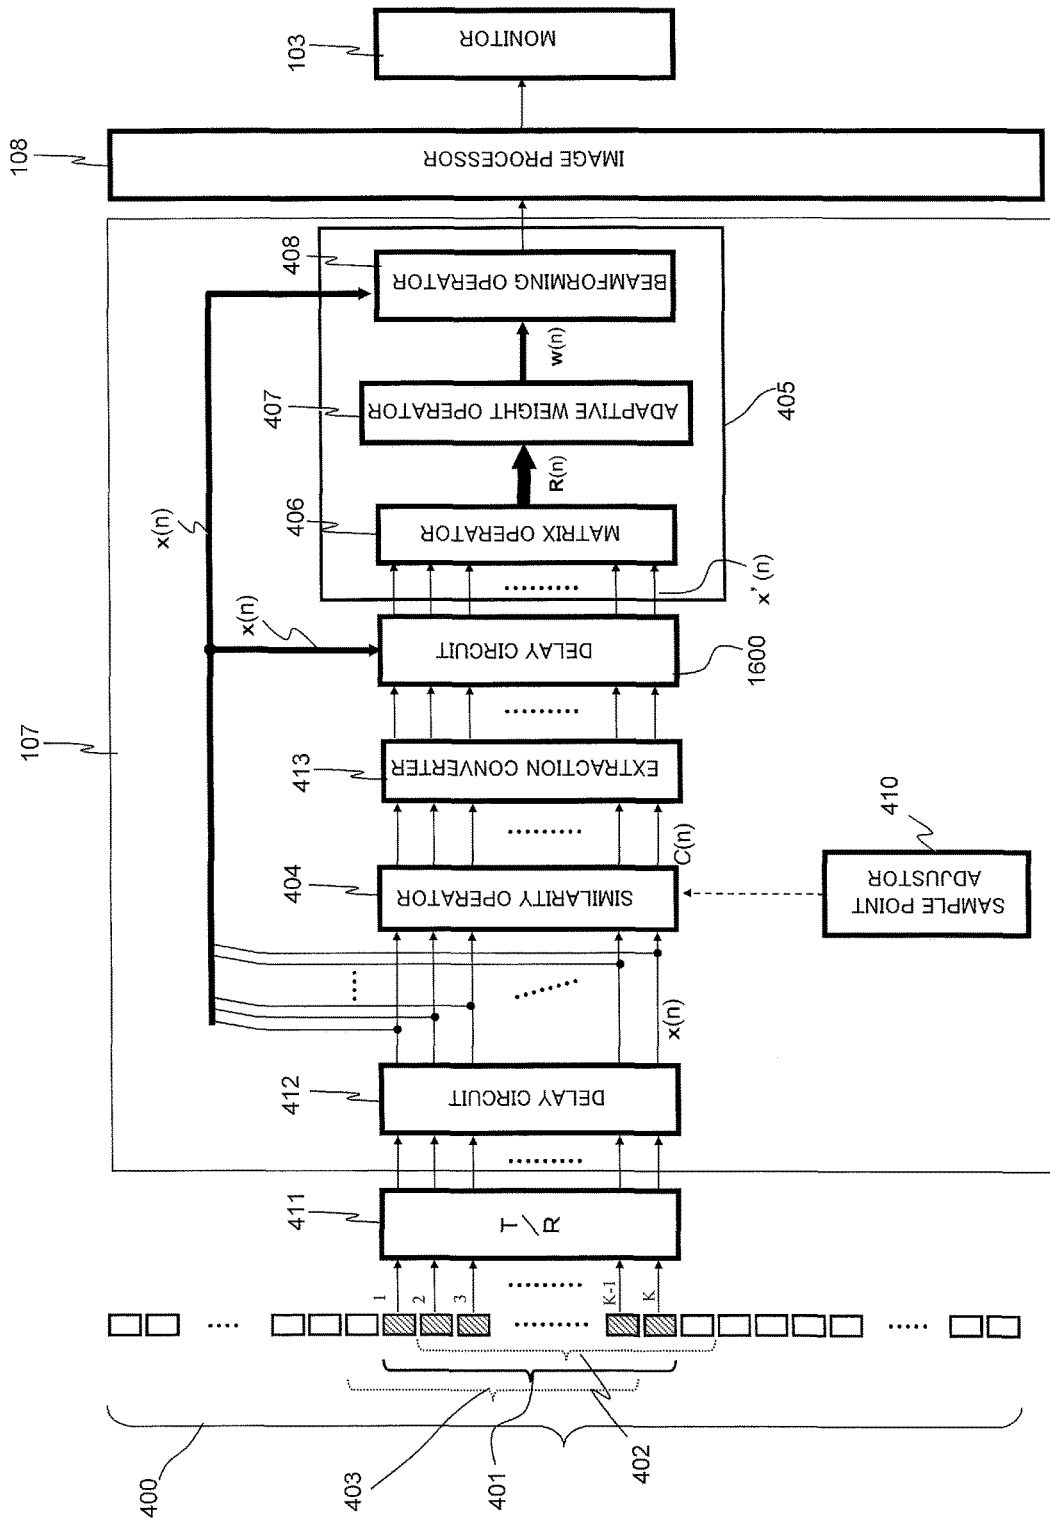 103
MONITOR
108
IMAGE PROCESSOR
107
408
BEAMFORMING OPERATOR
w(n)
407
ADAPTIVE WEIGHT OPERATOR
405
R(n)
406
MATRIX OPERATOR
x(n)
x(n)
x'(n)
DELAY CIRCUIT
1600
413
EXTRACTION CONVERTER
C(n)
404
SIMILARITY OPERATOR
410
SAMPLE POINT
ADJUSTOR
x(n)
412
DELAY CIRCUIT
411
T/R
1
2
3
K-1
K
400
403
401
402